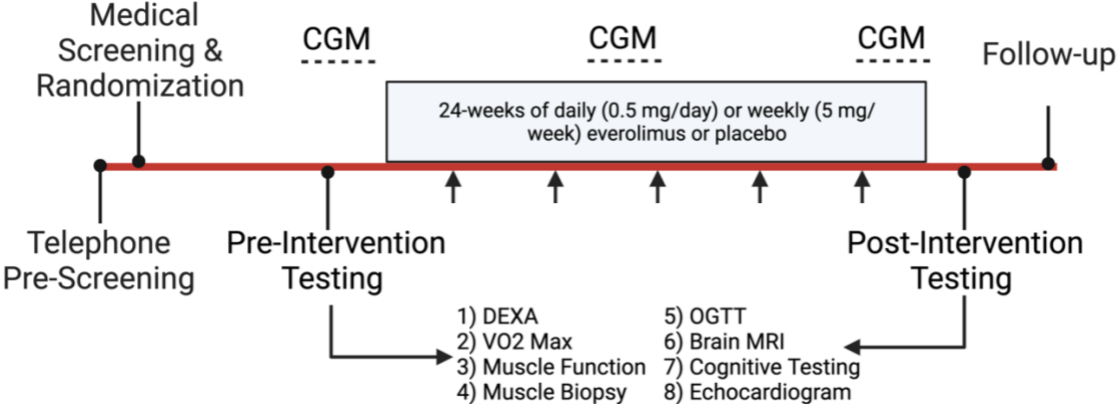 Medical
Screening &
Randomization
CGM
CGM
CGM
Follow-up
24-weeks of daily (0.5 mg/day) or weekly (5 mg/
week) everolimus or placebo
Telephone
Pre-Screening
Pre-Intervention
Testing
Post-Intervention
Testing
1) DEXA
2) VO2 Max
3) Muscle Function
4) Muscle Biopsy
5) OGTT
6) Brain MRI
7) Cognitive Testing
8) Echocardiogram